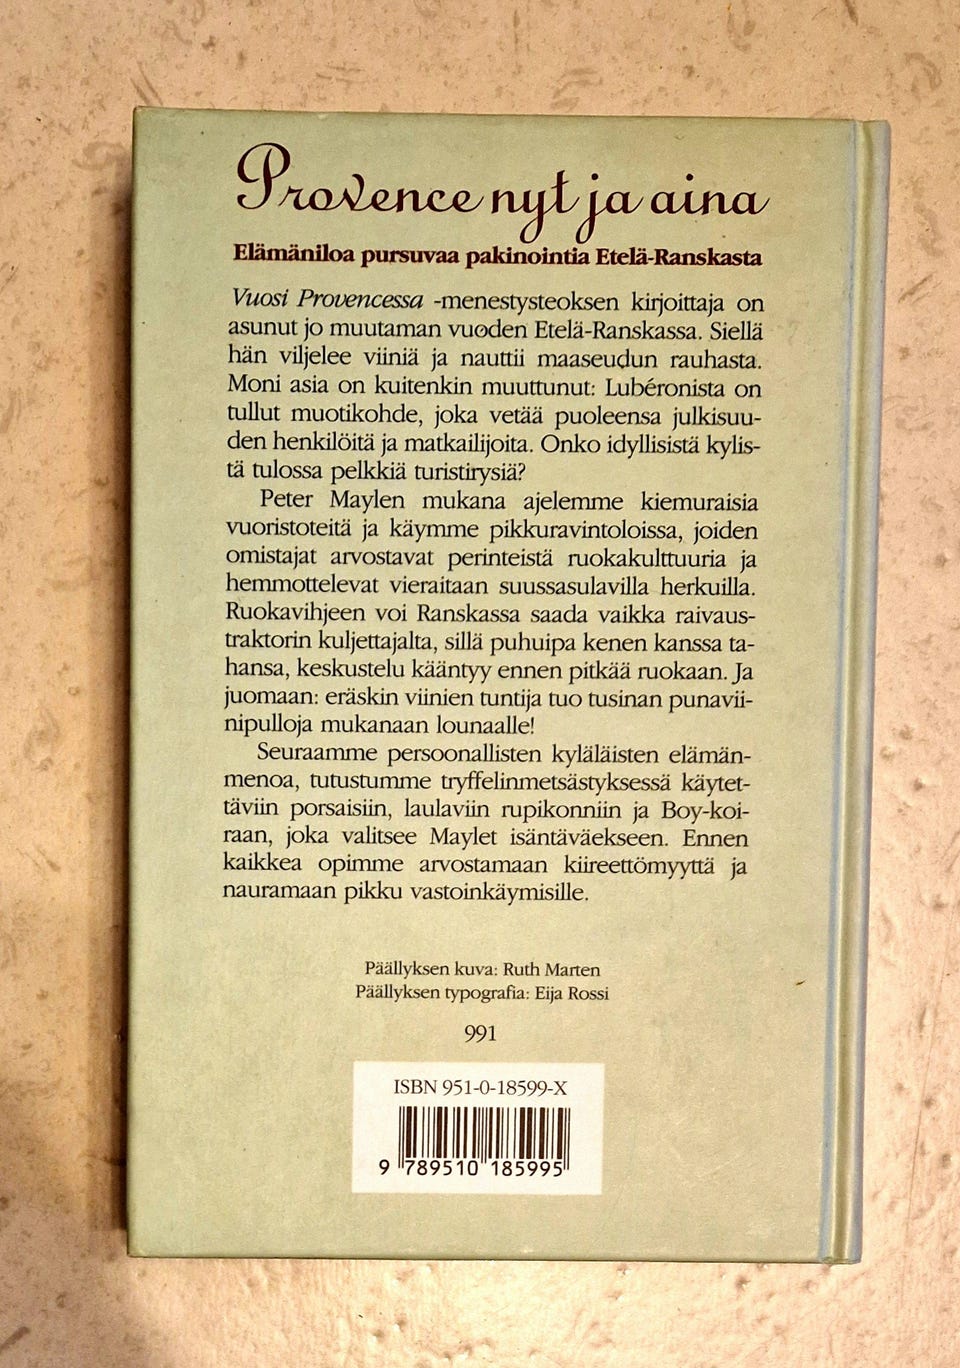 Provence nyt ja aina
Elämäniloa pursuvaa pakinointia Etelä-Ranskasta
Vuosi Provencessa -menestysteoksen kirjoittaja on
asunut jo muutaman vuoden Etelä-Ranskassa. Siellä
hän viljelee viiniä ja nauttii maaseudun rauhasta.
Moni asia on kuitenkin muuttunut: Lubéronista on
tullut muotikohde, joka vetää puoleensa julkisuu-
den henkilöitä ja matkailijoita. Onko idyllisistä kylis-
tä tulossa pelkkiä turistirysiä?
Peter Maylen mukana ajelemme kiemuraisia
vuoristoteitä ja käymme pikkuravintoloissa, joiden
omistajat arvostavat perinteistä ruokakulttuuria ja
hemmottelevat vieraitaan suussasulavilla herkuilla.
Ruokavihjeen voi Ranskassa saada vaikka raivaus-
traktorin kuljettajalta, sillä puhuipa kenen kanssa ta-
hansa, keskustelu kääntyy ennen pitkää ruokaan. Ja
juomaan: eräskin viinien tuntija tuo tusinan punavii-
nipulloja mukanaan lounaalle!
Seuraamme persoonallisten kyläläisten elämän-
menoa, tutustumme tryffelinmetsästyksessä käytet-
täviin porsaisiin, laulaviin rupikonniin ja Boy-koi-
raan, joka valitsee Maylet isäntäväekseen. Ennen
kaikkea opimme arvostamaan kiireettömyyttä ja
nauramaan pikku vastoinkäymisille.
Päällyksen kuva: Ruth Marten
Päällyksen typografia: Eija Rossi
991
ISBN 951-0-18599-X
9 789510 185995